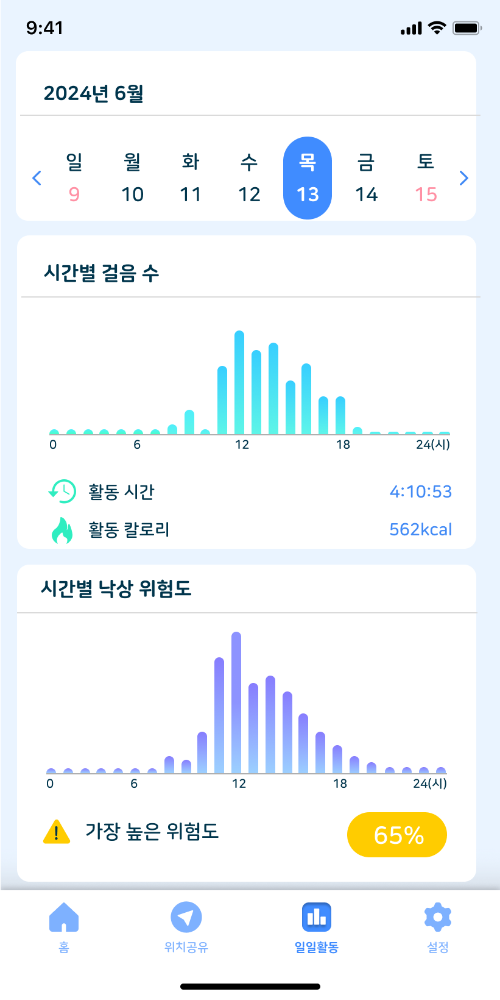 9:41
2024년 6월
일 월 화 수 목 금 토
9 10 11 12 13 14 15
시간별 걸음 수
0 6 12 18 24(시)
활동 시간 4:10:53
활동 칼로리 562kcal
시간별 낙상 위험도
0 6 12 18 24(시)
가장 높은 위험도 65%
홈 위치공유 일일활동 설정